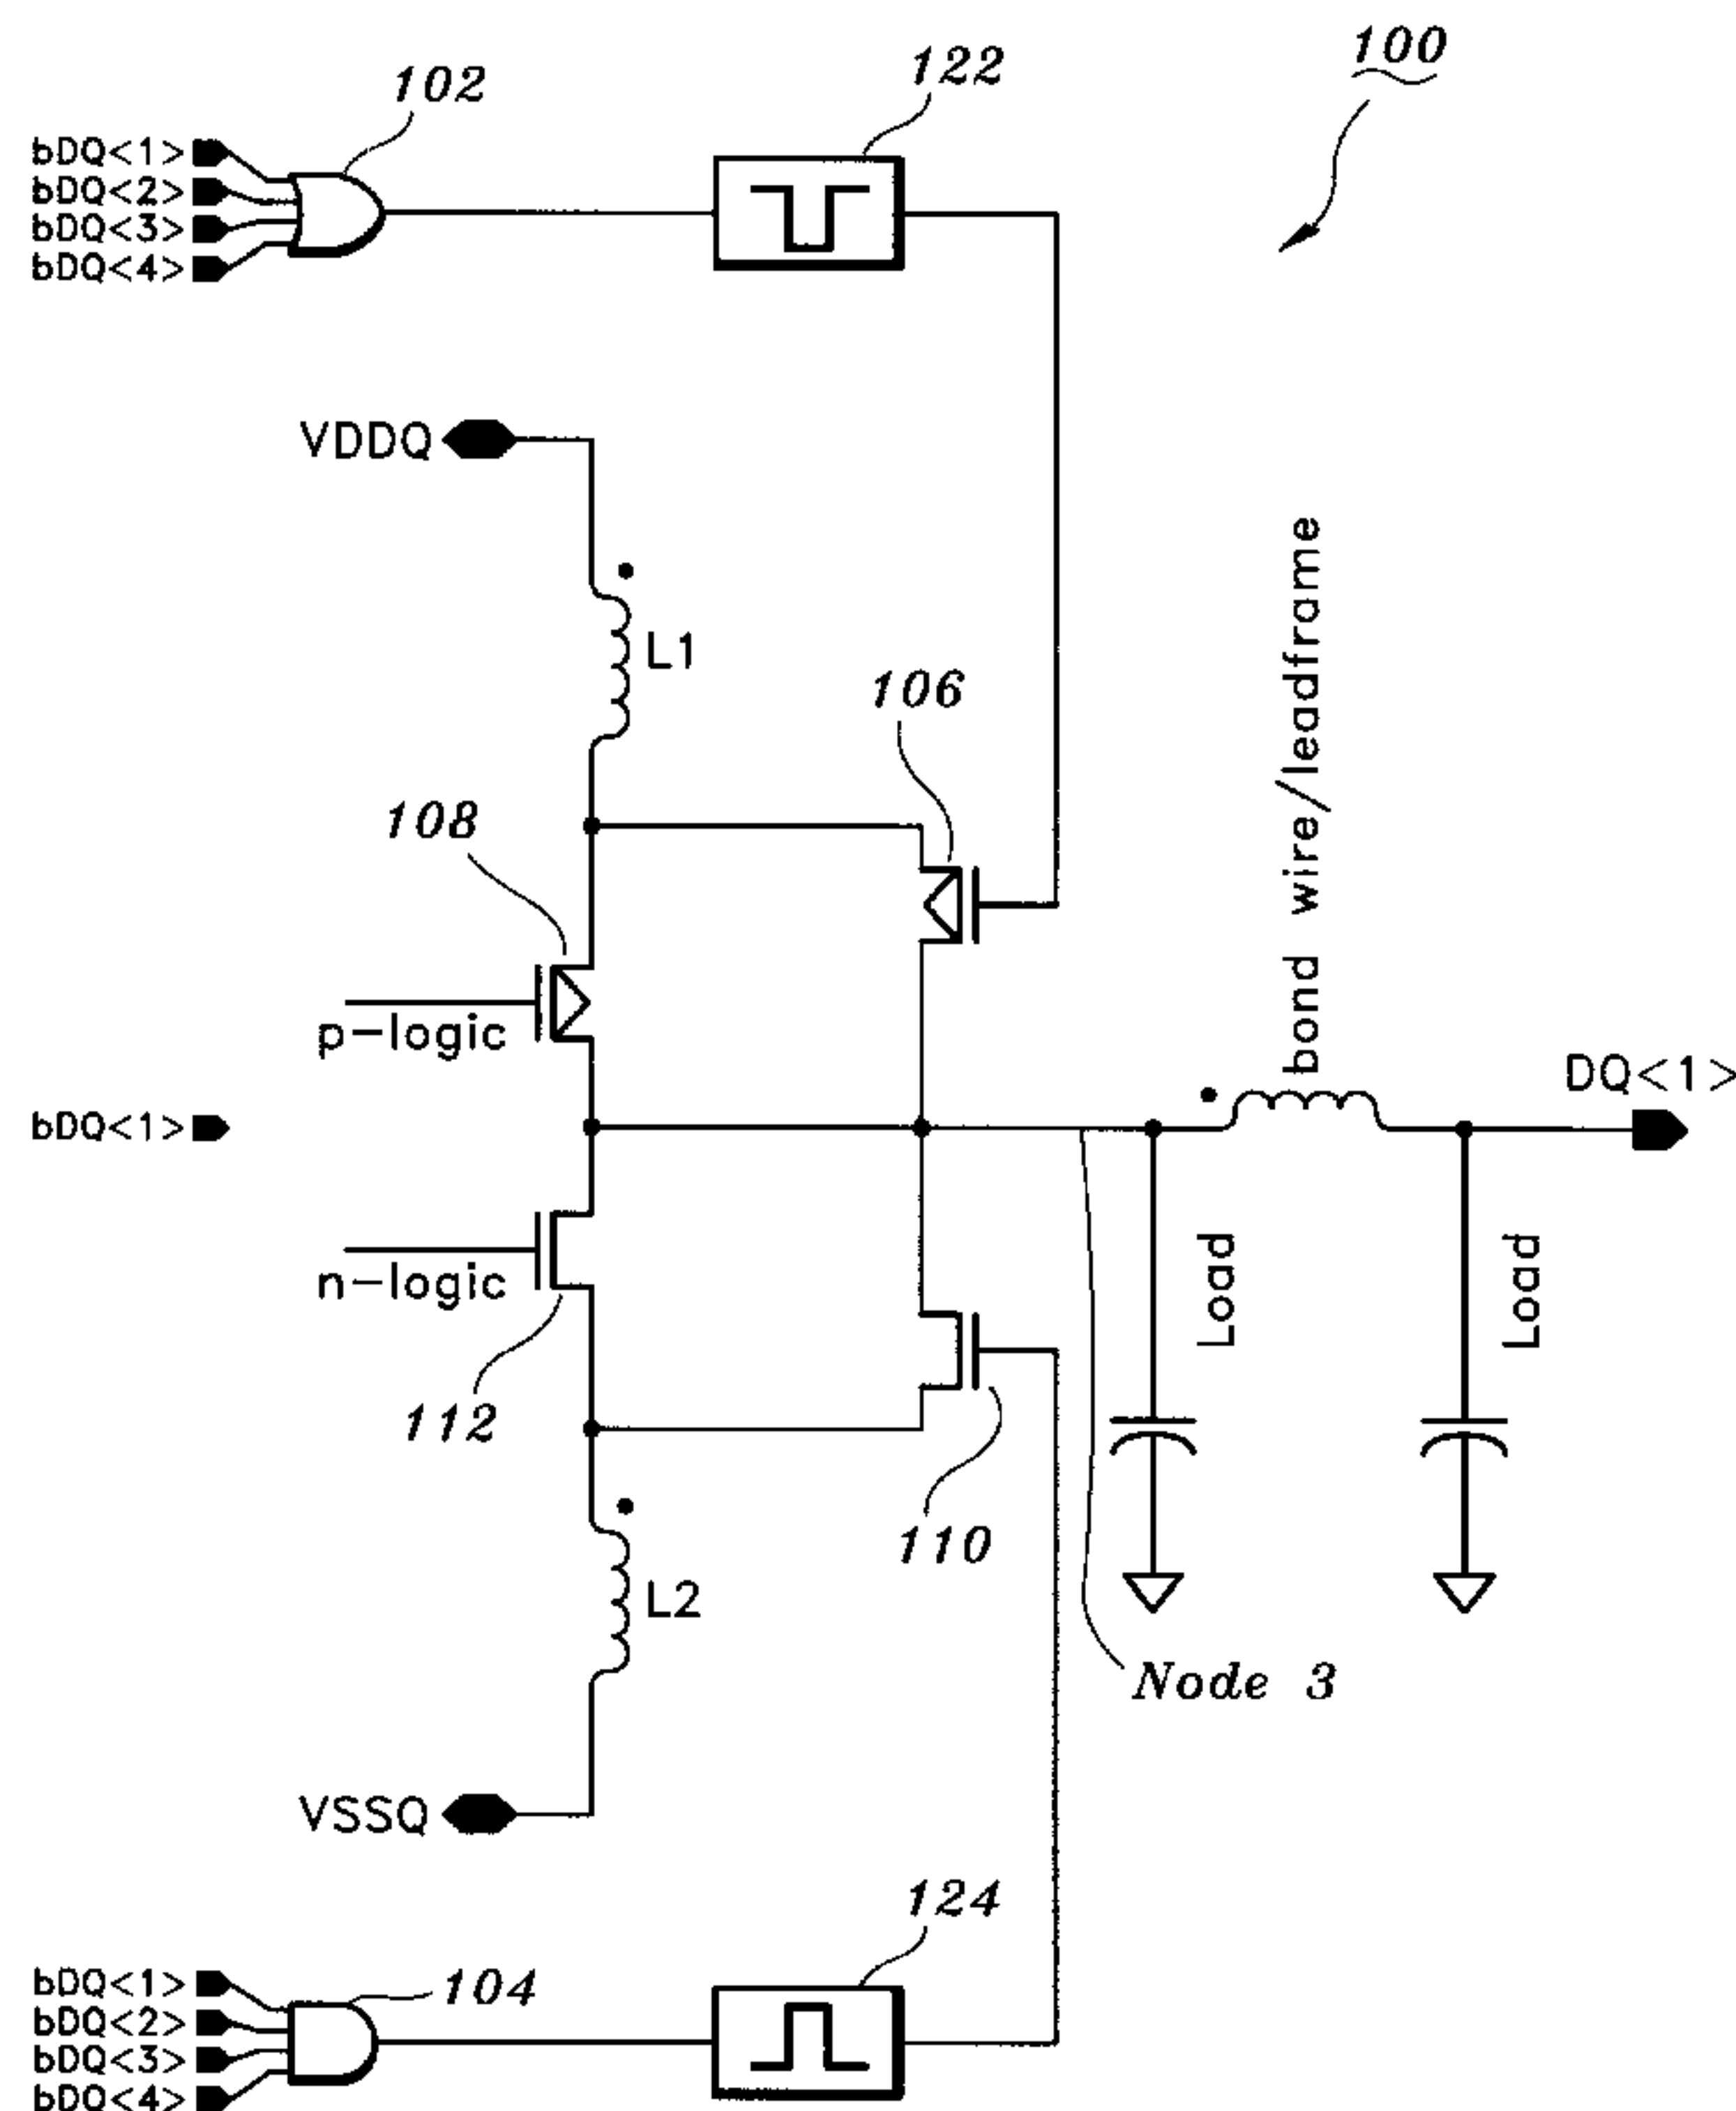 100
102
122
bDQ<1>
bDQ<2>
bDQ<3>
bDQ<4>
VDDQ
L1
106
bond wire/leadframe
108
p-logic
DQ<1>
bDQ<1>
n-logic
Load
Load
112
110
L2
Node 3
VSSQ
124
104
bDQ<1>
bDQ<2>
bDQ<3>
bDQ<4>